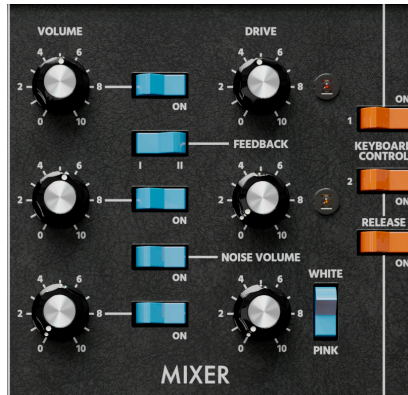 VOLUME DRIVE
4 6 4 6
2 8 2 8
ON ON
0 10 0 10 1
FEEDBACK KEYBOARD CONTROL
I II
4 6 4 6
2 8 2 8 2
ON ON
0 10 0 10
RELEASE
NOISE VOLUME
ON ON
4 6 4 6
WHITE
2 8 2 8
ON
0 10 0 10
PINK
MIXER